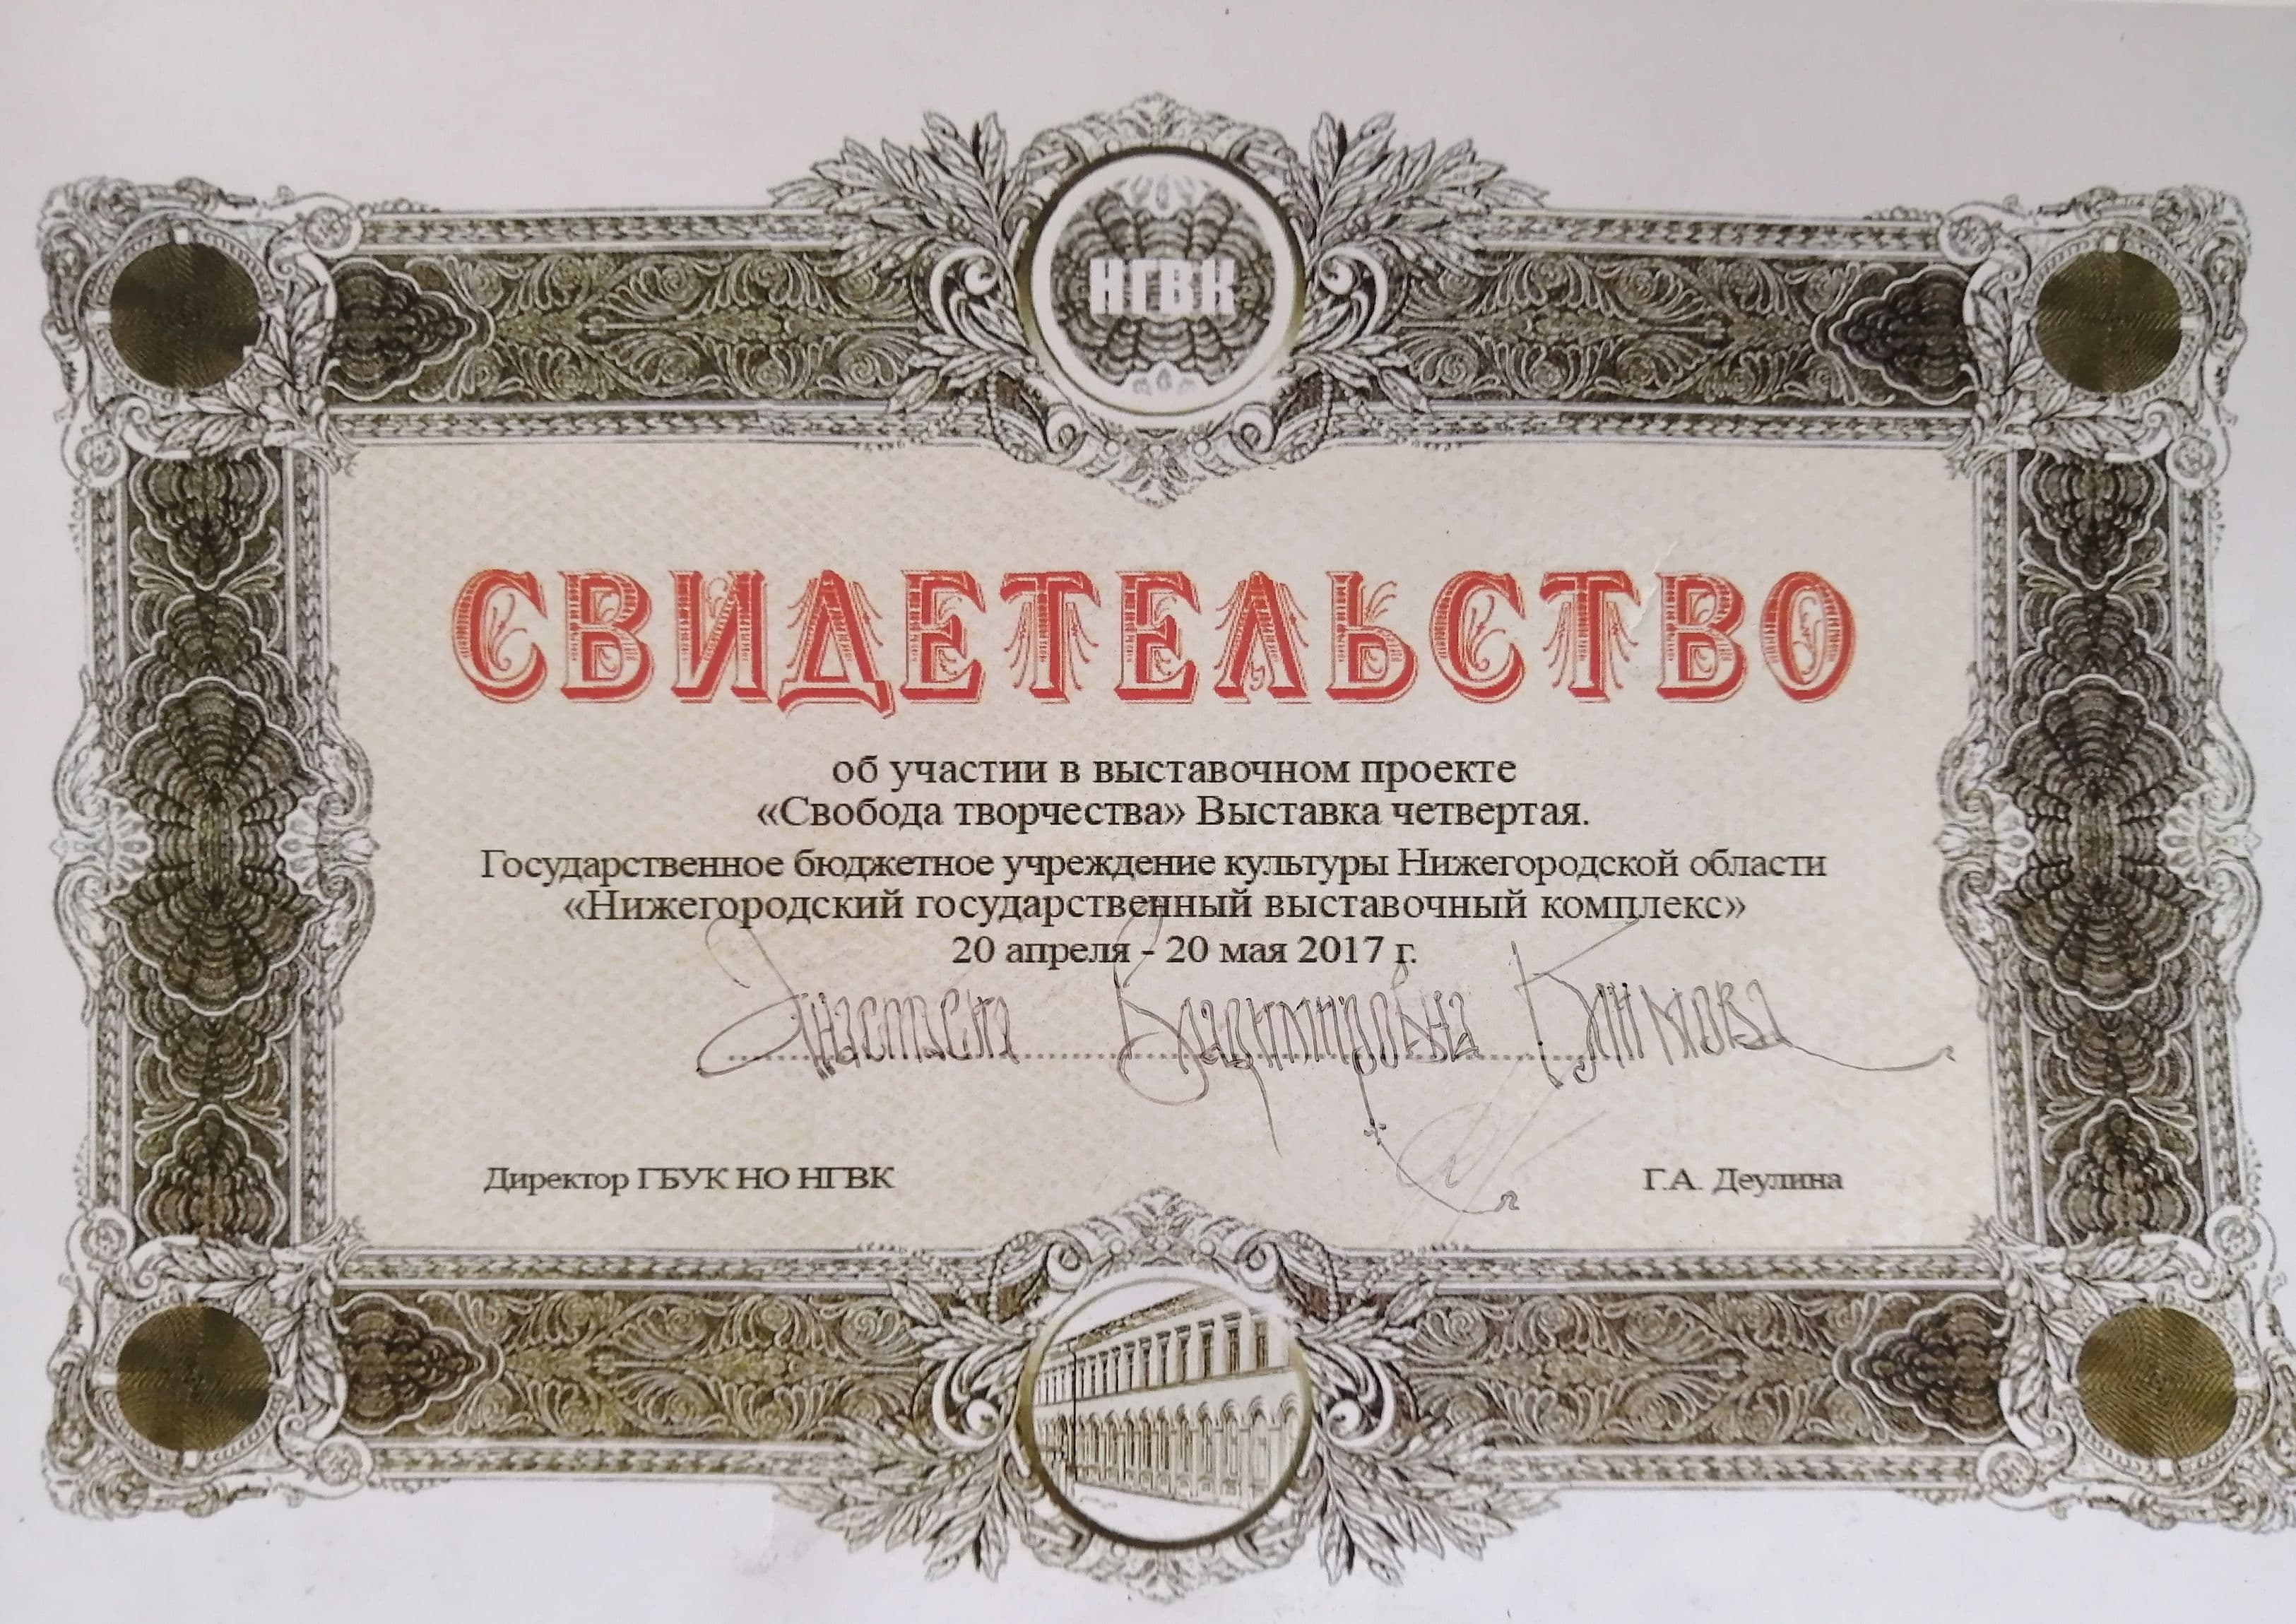 НГВК
СВИДЕТЕЛЬСТВО
об участии в выставочном проекте
«Свобода творчества» Выставка четвертая.
Государственное бюджетное учреждение культуры Нижегородской области
«Нижегородский государственный выставочный комплекс»
20 апреля - 20 мая 2017 г.
Анастасия Владимировна Климова
Директор ГБУК НО НГВК Г.А. Деулина